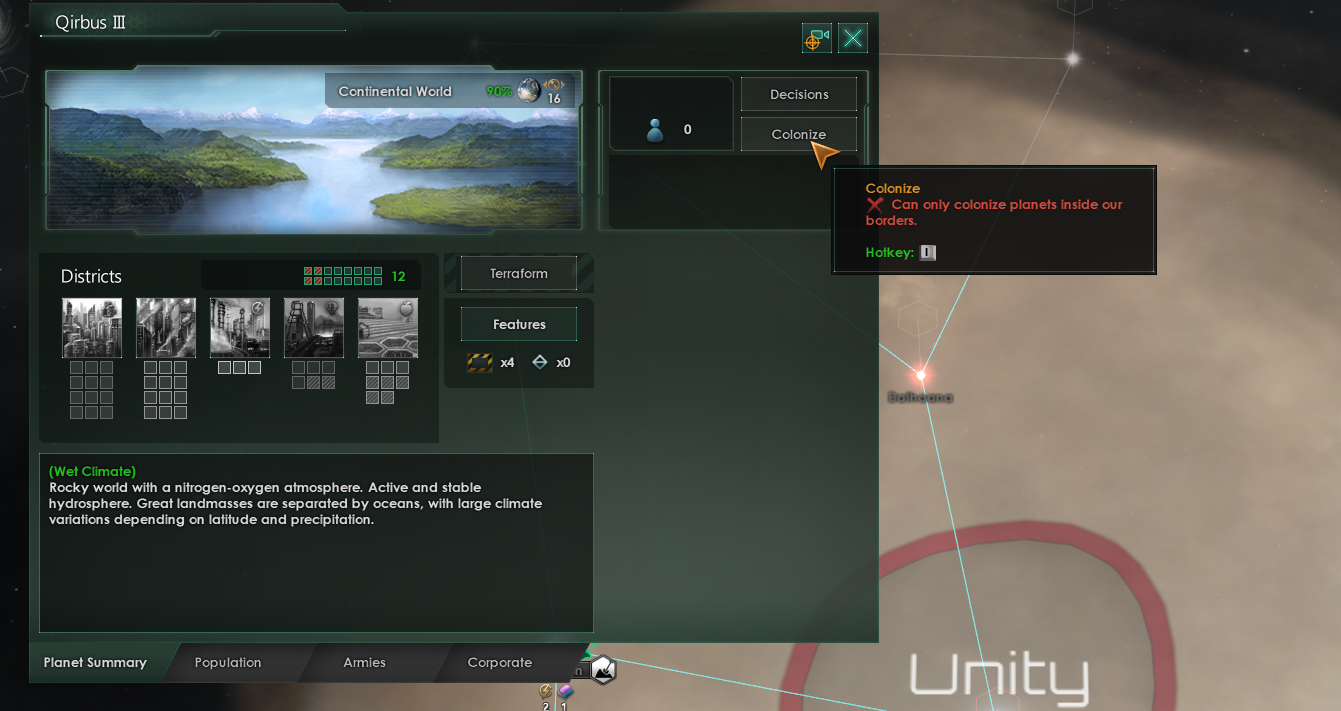 Qirbus III
Continental World 90% 16
Decisions
0
Colonize
Colonize
Can only colonize planets inside our
borders.
Hotkey: I
Districts 12
Terraform
Features
x4 x0
(Wet Climate)
Rocky world with a nitrogen-oxygen atmosphere. Active and stable
hydrosphere. Great landmasses are separated by oceans, with large climate
variations depending on latitude and precipitation.
Planet Summary
Population
Armies
Corporate
n
2 1
Unity